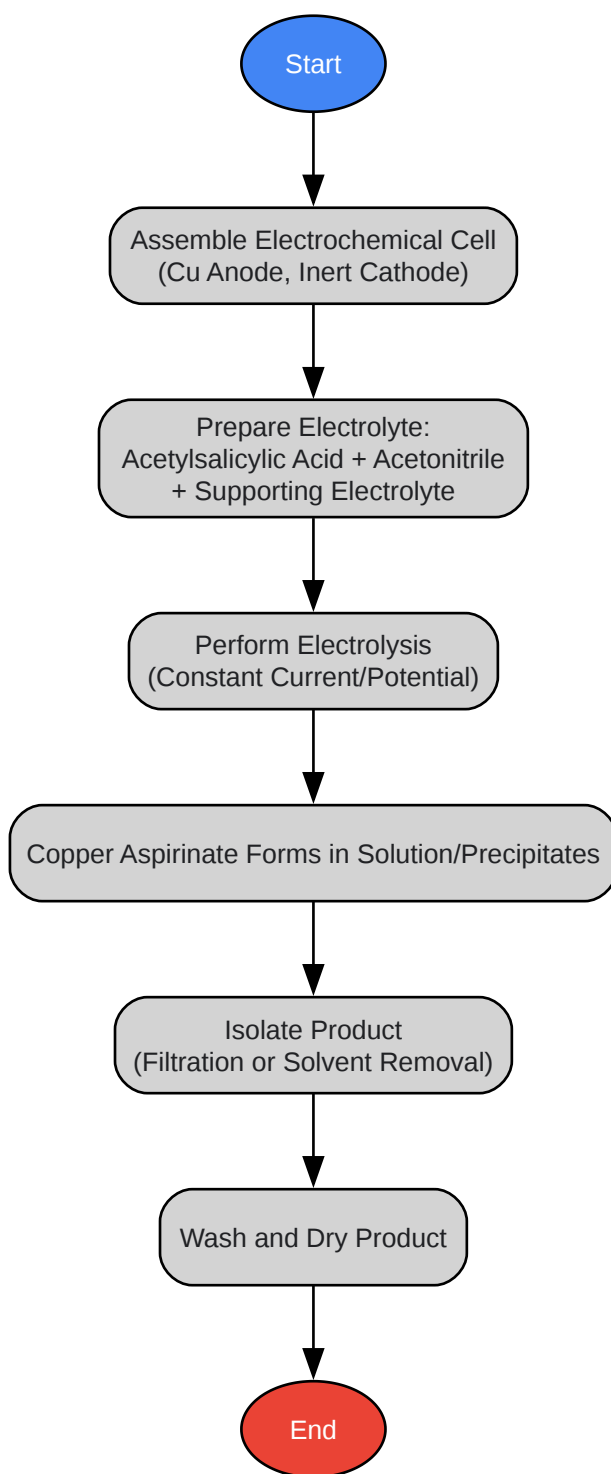 Start
Assemble Electrochemical Cell
(Cu Anode, Inert Cathode)
Prepare Electrolyte:
Acetylsalicylic Acid + Acetonitrile
+ Supporting Electrolyte
Perform Electrolysis
(Constant Current/Potential)
Copper Aspirinate Forms in Solution/Precipitates
Isolate Product
(Filtration or Solvent Removal)
Wash and Dry Product
End